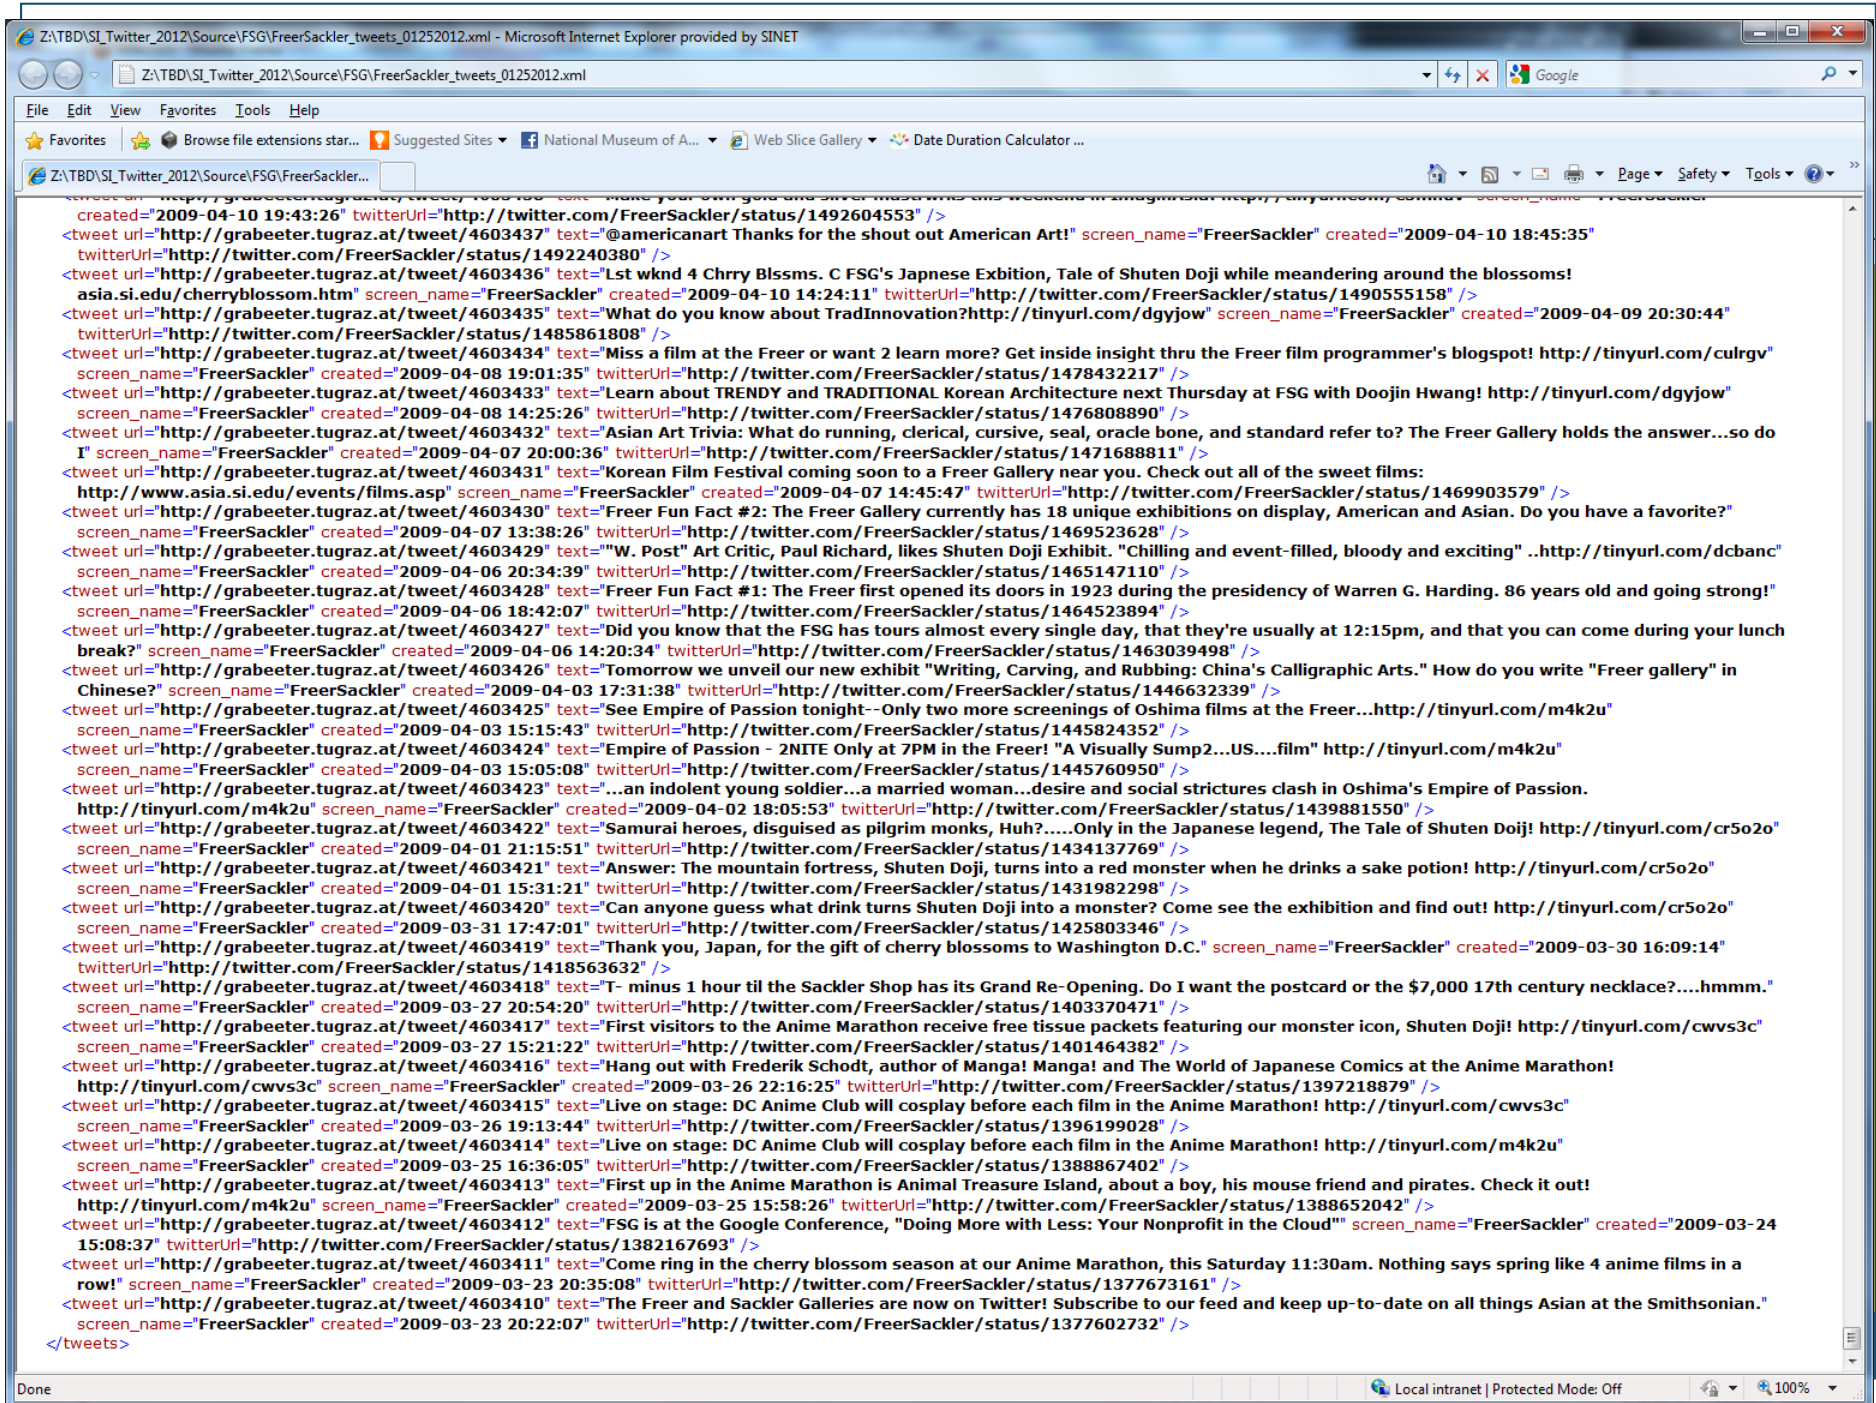 Z:\TBD\SI_Twitter_2012\Source\FSG\FreerSackler_tweets_01252012.xml - Microsoft Internet Explorer provided by SINET
Z:\TBD\SI_Twitter_2012\Source\FSG\FreerSackler_tweets_01252012.xml
Google
File Edit View Favorites Tools Help
Favorites Browse file extensions star... Suggested Sites National Museum of A... Web Slice Gallery Date Duration Calculator ...
Z:\TBD\SI_Twitter_2012\Source\FSG\FreerSackler... Page Safety Tools
created="2009-04-10 19:43:26" twitterUrl="http://twitter.com/FreerSackler/status/1492604553" />
<tweet url="http://grabeeter.tugraz.at/tweet/4603437" text="@americanart Thanks for the shout out American Art!" screen_name="FreerSackler" created="2009-04-10 18:45:35"
twitterUrl="http://twitter.com/FreerSackler/status/1492240380" />
<tweet url="http://grabeeter.tugraz.at/tweet/4603436" text="Lst wknd 4 Chrry Blssms. C FSG's Japnese Exbition, Tale of Shuten Doji while meandering around the blossoms!
asia.si.edu/cherryblossom.htm" screen_name="FreerSackler" created="2009-04-10 14:24:11" twitterUrl="http://twitter.com/FreerSackler/status/1490555158" />
<tweet url="http://grabeeter.tugraz.at/tweet/4603435" text="What do you know about TradInnovation?http://tinyurl.com/dgyjow" screen_name="FreerSackler" created="2009-04-09 20:30:44"
twitterUrl="http://twitter.com/FreerSackler/status/1485861808" />
<tweet url="http://grabeeter.tugraz.at/tweet/4603434" text="Miss a film at the Freer or want 2 learn more? Get inside insight thru the Freer film programmer's blogspot! http://tinyurl.com/culrgv"
screen_name="FreerSackler" created="2009-04-08 19:01:35" twitterUrl="http://twitter.com/FreerSackler/status/1478432217" />
<tweet url="http://grabeeter.tugraz.at/tweet/4603433" text="Learn about TRENDY and TRADITIONAL Korean Architecture next Thursday at FSG with Doojin Hwang! http://tinyurl.com/dgyjow"
screen_name="FreerSackler" created="2009-04-08 14:25:26" twitterUrl="http://twitter.com/FreerSackler/status/1476808890" />
<tweet url="http://grabeeter.tugraz.at/tweet/4603432" text="Asian Art Trivia: What do running, clerical, cursive, seal, oracle bone, and standard refer to? The Freer Gallery holds the answer...so do
I" screen_name="FreerSackler" created="2009-04-07 20:00:36" twitterUrl="http://twitter.com/FreerSackler/status/1471688811" />
<tweet url="http://grabeeter.tugraz.at/tweet/4603431" text="Korean Film Festival coming soon to a Freer Gallery near you. Check out all of the sweet films:
http://www.asia.si.edu/events/films.asp" screen_name="FreerSackler" created="2009-04-07 14:45:47" twitterUrl="http://twitter.com/FreerSackler/status/1469903579" />
<tweet url="http://grabeeter.tugraz.at/tweet/4603430" text="Freer Fun Fact #2: The Freer Gallery currently has 18 unique exhibitions on display, American and Asian. Do you have a favorite?"
screen_name="FreerSackler" created="2009-04-07 13:38:26" twitterUrl="http://twitter.com/FreerSackler/status/1469523628" />
<tweet url="http://grabeeter.tugraz.at/tweet/4603429" text=""W. Post" Art Critic, Paul Richard, likes Shuten Doji Exhibit. "Chilling and event-filled, bloody and exciting" ..http://tinyurl.com/dcbanc"
screen_name="FreerSackler" created="2009-04-06 20:34:39" twitterUrl="http://twitter.com/FreerSackler/status/1465147110" />
<tweet url="http://grabeeter.tugraz.at/tweet/4603428" text="Freer Fun Fact #1: The Freer first opened its doors in 1923 during the presidency of Warren G. Harding. 86 years old and going strong!"
screen_name="FreerSackler" created="2009-04-06 18:42:07" twitterUrl="http://twitter.com/FreerSackler/status/1464523894" />
<tweet url="http://grabeeter.tugraz.at/tweet/4603427" text="Did you know that the FSG has tours almost every single day, that they're usually at 12:15pm, and that you can come during your lunch
break?" screen_name="FreerSackler" created="2009-04-06 14:20:34" twitterUrl="http://twitter.com/FreerSackler/status/1463039498" />
<tweet url="http://grabeeter.tugraz.at/tweet/4603426" text="Tomorrow we unveil our new exhibit "Writing, Carving, and Rubbing: China's Calligraphic Arts." How do you write "Freer gallery" in
Chinese?" screen_name="FreerSackler" created="2009-04-03 17:31:38" twitterUrl="http://twitter.com/FreerSackler/status/1446632339" />
<tweet url="http://grabeeter.tugraz.at/tweet/4603425" text="See Empire of Passion tonight--Only two more screenings of Oshima films at the Freer...http://tinyurl.com/m4k2u"
screen_name="FreerSackler" created="2009-04-03 15:15:43" twitterUrl="http://twitter.com/FreerSackler/status/1445824352" />
<tweet url="http://grabeeter.tugraz.at/tweet/4603424" text="Empire of Passion - 2NITE Only at 7PM in the Freer! "A Visually Sump2...US....film" http://tinyurl.com/m4k2u"
screen_name="FreerSackler" created="2009-04-03 15:05:08" twitterUrl="http://twitter.com/FreerSackler/status/1445760950" />
<tweet url="http://grabeeter.tugraz.at/tweet/4603423" text="...an indolent young soldier...a married woman...desire and social strictures clash in Oshima's Empire of Passion.
http://tinyurl.com/m4k2u" screen_name="FreerSackler" created="2009-04-02 18:05:53" twitterUrl="http://twitter.com/FreerSackler/status/1439881550" />
<tweet url="http://grabeeter.tugraz.at/tweet/4603422" text="Samurai heroes, disguised as pilgrim monks, Huh?.....Only in the Japanese legend, The Tale of Shuten Doij! http://tinyurl.com/cr5o2o"
screen_name="FreerSackler" created="2009-04-01 21:15:51" twitterUrl="http://twitter.com/FreerSackler/status/1434137769" />
<tweet url="http://grabeeter.tugraz.at/tweet/4603421" text="Answer: The mountain fortress, Shuten Doji, turns into a red monster when he drinks a sake potion! http://tinyurl.com/cr5o2o"
screen_name="FreerSackler" created="2009-04-01 15:31:21" twitterUrl="http://twitter.com/FreerSackler/status/1431982298" />
<tweet url="http://grabeeter.tugraz.at/tweet/4603420" text="Can anyone guess what drink turns Shuten Doji into a monster? Come see the exhibition and find out! http://tinyurl.com/cr5o2o"
screen_name="FreerSackler" created="2009-03-31 17:47:01" twitterUrl="http://twitter.com/FreerSackler/status/1425803346" />
<tweet url="http://grabeeter.tugraz.at/tweet/4603419" text="Thank you, Japan, for the gift of cherry blossoms to Washington D.C." screen_name="FreerSackler" created="2009-03-30 16:09:14"
twitterUrl="http://twitter.com/FreerSackler/status/1418563632" />
<tweet url="http://grabeeter.tugraz.at/tweet/4603418" text="T- minus 1 hour til the Sackler Shop has its Grand Re-Opening. Do I want the postcard or the $7,000 17th century necklace?....hmmm."
screen_name="FreerSackler" created="2009-03-27 20:54:20" twitterUrl="http://twitter.com/FreerSackler/status/1403370471" />
<tweet url="http://grabeeter.tugraz.at/tweet/4603417" text="First visitors to the Anime Marathon receive free tissue packets featuring our monster icon, Shuten Doji! http://tinyurl.com/cwvs3c"
screen_name="FreerSackler" created="2009-03-27 15:21:22" twitterUrl="http://twitter.com/FreerSackler/status/1401464382" />
<tweet url="http://grabeeter.tugraz.at/tweet/4603416" text="Hang out with Frederik Schodt, author of Manga! Manga! and The World of Japanese Comics at the Anime Marathon!
http://tinyurl.com/cwvs3c" screen_name="FreerSackler" created="2009-03-26 22:16:25" twitterUrl="http://twitter.com/FreerSackler/status/1397218879" />
<tweet url="http://grabeeter.tugraz.at/tweet/4603415" text="Live on stage: DC Anime Club will cosplay before each film in the Anime Marathon! http://tinyurl.com/cwvs3c"
screen_name="FreerSackler" created="2009-03-26 19:13:44" twitterUrl="http://twitter.com/FreerSackler/status/1396199028" />
<tweet url="http://grabeeter.tugraz.at/tweet/4603414" text="Live on stage: DC Anime Club will cosplay before each film in the Anime Marathon! http://tinyurl.com/m4k2u"
screen_name="FreerSackler" created="2009-03-25 16:36:05" twitterUrl="http://twitter.com/FreerSackler/status/1388867402" />
<tweet url="http://grabeeter.tugraz.at/tweet/4603413" text="First up in the Anime Marathon is Animal Treasure Island, about a boy, his mouse friend and pirates. Check it out!
http://tinyurl.com/m4k2u" screen_name="FreerSackler" created="2009-03-25 15:58:26" twitterUrl="http://twitter.com/FreerSackler/status/1388652042" />
<tweet url="http://grabeeter.tugraz.at/tweet/4603412" text="FSG is at the Google Conference, "Doing More with Less: Your Nonprofit in the Cloud"" screen_name="FreerSackler" created="2009-03-24
15:08:37" twitterUrl="http://twitter.com/FreerSackler/status/1382167693" />
<tweet url="http://grabeeter.tugraz.at/tweet/4603411" text="Come ring in the cherry blossom season at our Anime Marathon, this Saturday 11:30am. Nothing says spring like 4 anime films in a
row!" screen_name="FreerSackler" created="2009-03-23 20:35:08" twitterUrl="http://twitter.com/FreerSackler/status/1377673161" />
<tweet url="http://grabeeter.tugraz.at/tweet/4603410" text="The Freer and Sackler Galleries are now on Twitter! Subscribe to our feed and keep up-to-date on all things Asian at the Smithsonian."
screen_name="FreerSackler" created="2009-03-23 20:22:07" twitterUrl="http://twitter.com/FreerSackler/status/1377602732" />
</tweets>
Done Local intranet | Protected Mode: Off 100%